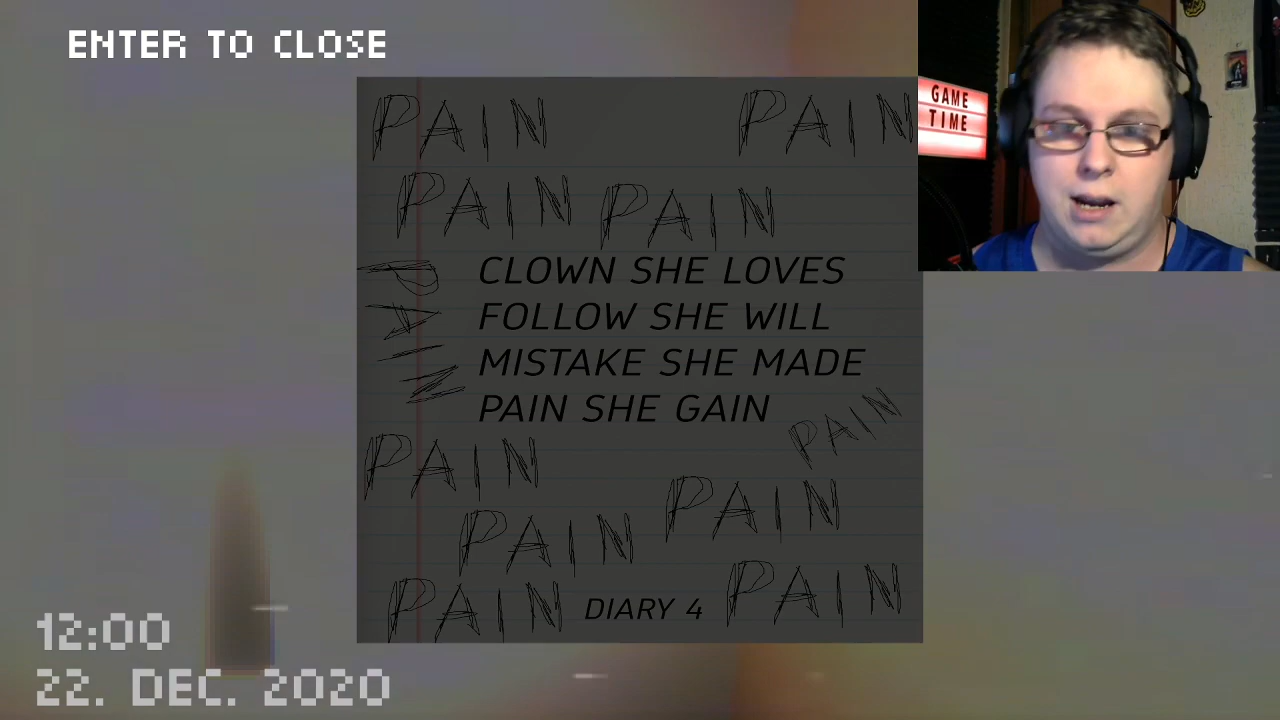 ENTER TO CLOSE
GAME
TIME
PAIN PAIN
PAIN PAIN
PAIN
CLOWN SHE LOVES
FOLLOW SHE WILL
MISTAKE SHE MADE
PAIN SHE GAIN
PAIN
PAIN
PAIN
PAIN
PAIN
PAIN
DIARY 4
12:00
22. DEC. 2020